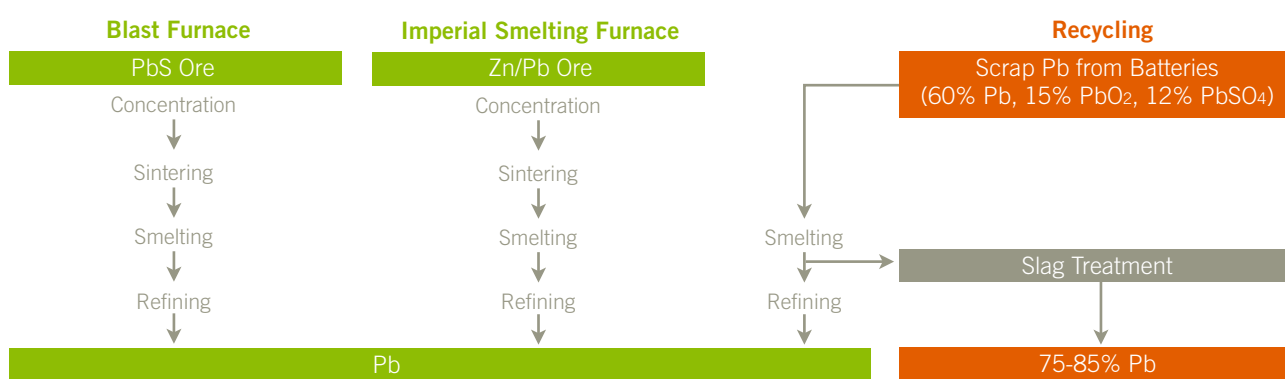 Blast Furnace
Imperial Smelting Furnace
Recycling
PbS Ore
Zn/Pb Ore
Scrap Pb from Batteries
(60% Pb, 15% PbO₂, 12% PbSO₄)
Concentration
Concentration
Sintering
Sintering
Smelting
Smelting
Smelting
Slag Treatment
Refining
Refining
Refining
Pb
75-85% Pb